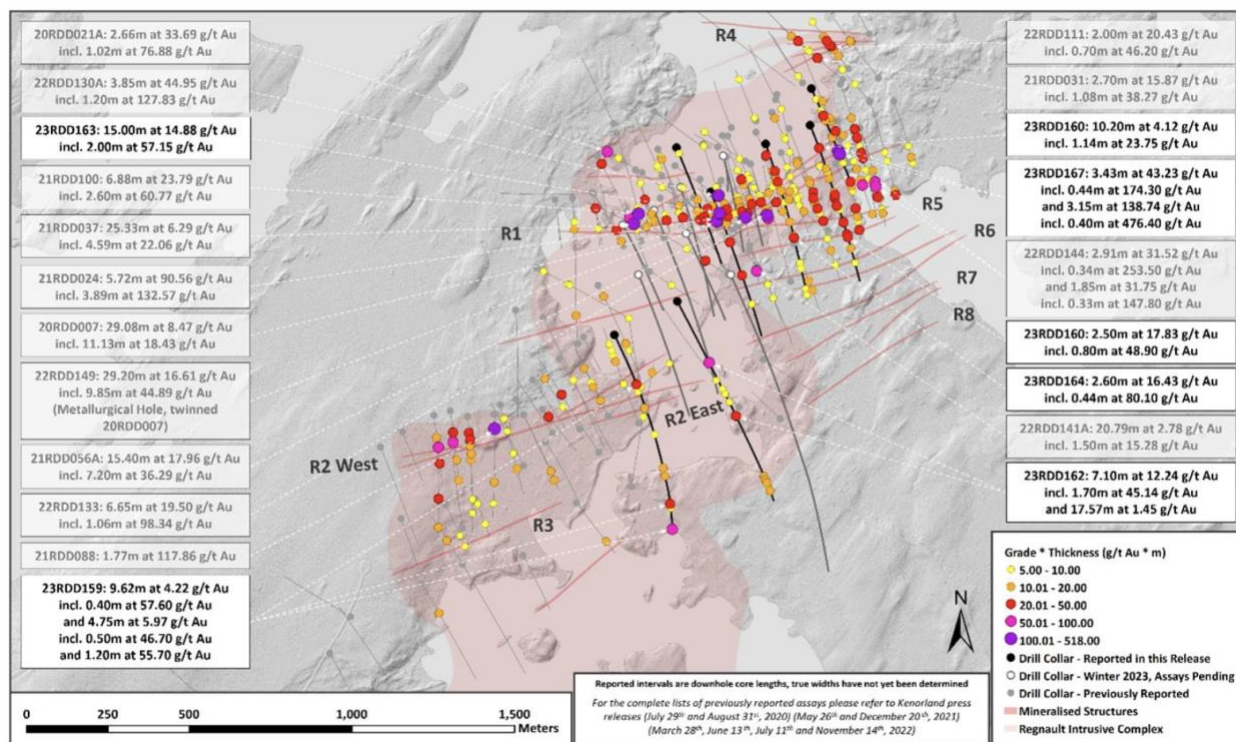 20RDD021A: 2.66m at 33.69 g/t Au
incl. 1.02m at 76.88 g/t Au
22RDD130A: 3.85m at 44.95 g/t Au
incl. 1.20m at 127.83 g/t Au
23RDD163: 15.00m at 14.88 g/t Au
incl. 2.00m at 57.15 g/t Au
21RDD100: 6.88m at 23.79 g/t Au
incl. 2.60m at 60.77 g/t Au
21RDD037: 25.33m at 6.29 g/t Au
incl. 4.59m at 22.06 g/t Au
21RDD024: 5.72m at 90.56 g/t Au
incl. 3.89m at 132.57 g/t Au
20RDD007: 29.08m at 8.47 g/t Au
incl. 11.13m at 18.43 g/t Au
22RDD149: 29.20m at 16.61 g/t Au
incl. 9.85m at 44.89 g/t Au
(Metallurgical Hole, twinned
20RDD007)
21RDD056A: 15.40m at 17.96 g/t Au
incl. 7.20m at 36.29 g/t Au
22RDD133: 6.65m at 19.50 g/t Au
incl. 1.06m at 98.34 g/t Au
21RDD088: 1.77m at 117.86 g/t Au
23RDD159: 9.62m at 4.22 g/t Au
incl. 0.40m at 57.60 g/t Au
and 4.75m at 5.97 g/t Au
incl. 0.50m at 46.70 g/t Au
and 1.20m at 55.70 g/t Au
R4
R1
R5
R6
R7
R8
R2 East
R2 West
R3
22RDD111: 2.00m at 20.43 g/t Au
incl. 0.70m at 46.20 g/t Au
21RDD031: 2.70m at 15.87 g/t Au
incl. 1.08m at 38.27 g/t Au
23RDD160: 10.20m at 4.12 g/t Au
incl. 1.14m at 23.75 g/t Au
23RDD167: 3.43m at 43.23 g/t Au
incl. 0.44m at 174.30 g/t Au
and 3.15m at 138.74 g/t Au
incl. 0.40m at 476.40 g/t Au
22RDD144: 2.91m at 31.52 g/t Au
incl. 0.34m at 253.50 g/t Au
and 1.85m at 31.75 g/t Au
incl. 0.33m at 147.80 g/t Au
23RDD160: 2.50m at 17.83 g/t Au
incl. 0.80m at 48.90 g/t Au
23RDD164: 2.60m at 16.43 g/t Au
incl. 0.44m at 80.10 g/t Au
22RDD141A: 20.79m at 2.78 g/t Au
incl. 1.50m at 15.28 g/t Au
23RDD162: 7.10m at 12.24 g/t Au
incl. 1.70m at 45.14 g/t Au
and 17.57m at 1.45 g/t Au
N
Grade * Thickness (g/t Au * m)
5.00 - 10.00
10.01 - 20.00
20.01 - 50.00
50.01 - 100.00
100.01 - 518.00
Drill Collar - Reported in this Release
Drill Collar - Winter 2023, Assays Pending
Drill Collar - Previously Reported
Mineralised Structures
Regnault Intrusive Complex
Reported intervals are downhole core lengths, true widths have not yet been determined
For the complete lists of previously reported assays please refer to Kenorland press
releases (July 29th and August 31st, 2020) (May 26th and December 20th, 2021)
(March 28th, June 13th, July 11th and November 14th, 2022)
0 250 500 1,000 1,500
Meters